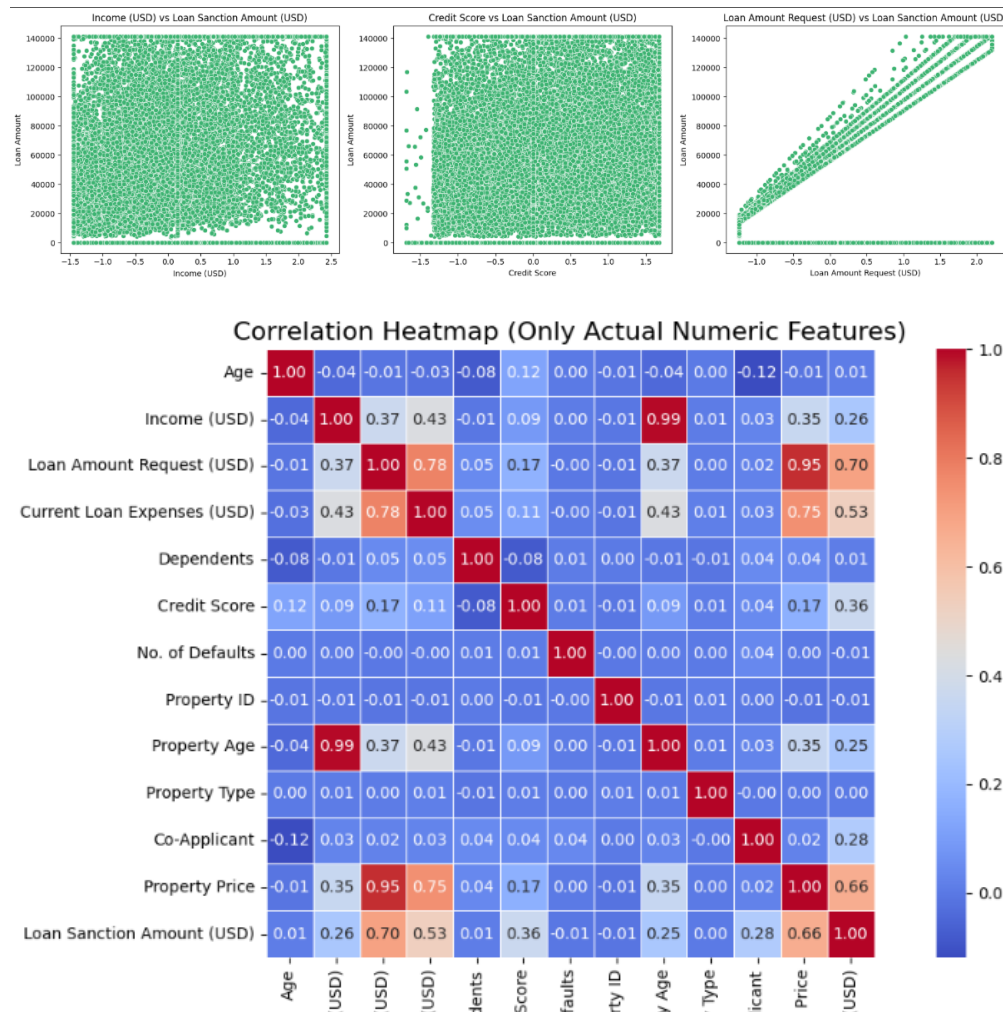 Income (USD) vs Loan Sanction Amount (USD)
Credit Score vs Loan Sanction Amount (USD)
Loan Amount Request (USD) vs Loan Sanction Amount (USD
140000
120000
100000
80000
60000
40000
20000
0
Loan Amount
−1.5 −1.0 −0.5 0.0 0.5 1.0 1.5 2.0 2.5
Income (USD)
140000
120000
100000
80000
60000
40000
20000
0
Loan Amount
−1.5 −1.0 −0.5 0.0 0.5 1.0 1.5
Credit Score
140000
120000
100000
80000
60000
40000
20000
0
Loan Amount
−1.0 −0.5 0.0 0.5 1.0 1.5 2.0
Loan Amount Request (USD)
Correlation Heatmap (Only Actual Numeric Features)
Age 1.00 -0.04 -0.01 -0.03 -0.08 0.12 0.00 -0.01 -0.04 0.00 -0.12 -0.01 0.01
Income (USD) -0.04 1.00 0.37 0.43 -0.01 0.09 0.00 -0.01 0.99 0.01 0.03 0.35 0.26
Loan Amount Request (USD) -0.01 0.37 1.00 0.78 0.05 0.17 -0.00 -0.01 0.37 0.00 0.02 0.95 0.70
Current Loan Expenses (USD) -0.03 0.43 0.78 1.00 0.05 0.11 -0.00 -0.01 0.43 0.01 0.03 0.75 0.53
Dependents -0.08 -0.01 0.05 0.05 1.00 -0.08 0.01 0.00 -0.01 -0.01 0.04 0.04 0.01
Credit Score 0.12 0.09 0.17 0.11 -0.08 1.00 0.01 -0.01 0.09 0.01 0.04 0.17 0.36
No. of Defaults 0.00 0.00 -0.00 -0.00 0.01 0.01 1.00 -0.00 0.00 0.00 0.04 0.00 -0.01
Property ID -0.01 -0.01 -0.01 -0.01 0.00 -0.01 -0.00 1.00 -0.01 0.01 0.00 -0.01 -0.01
Property Age -0.04 0.99 0.37 0.43 -0.01 0.09 0.00 -0.01 1.00 0.01 0.03 0.35 0.25
Property Type 0.00 0.01 0.00 0.01 -0.01 0.01 0.00 0.01 0.01 1.00 -0.00 0.00 0.00
Co-Applicant -0.12 0.03 0.02 0.03 0.04 0.04 0.04 0.00 0.03 -0.00 1.00 0.02 0.28
Property Price -0.01 0.35 0.95 0.75 0.04 0.17 0.00 -0.01 0.35 0.00 0.02 1.00 0.66
Loan Sanction Amount (USD) 0.01 0.26 0.70 0.53 0.01 0.36 -0.01 -0.01 0.25 0.00 0.28 0.66 1.00
Age (USD) (USD) (USD) dents Score faults ty ID Age Type icant Price (USD)
1.0
0.8
0.6
0.4
0.2
0.0